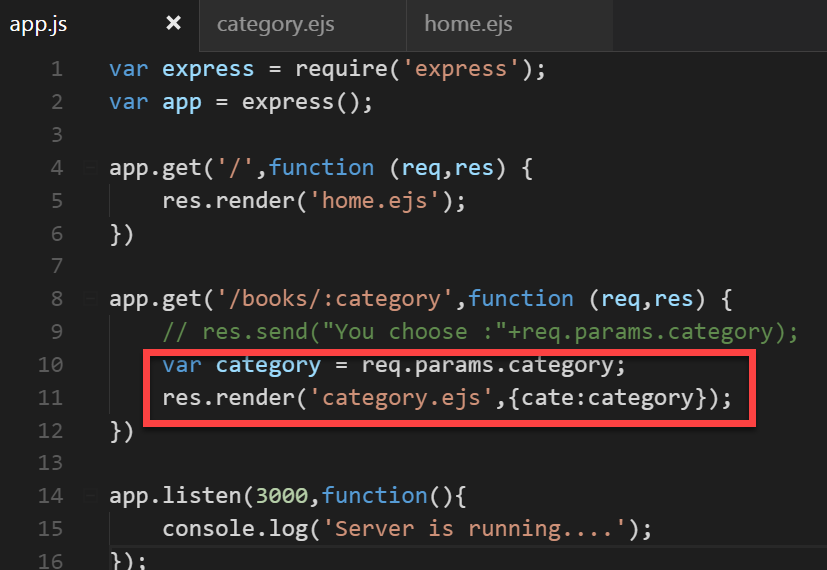 app.js × category.ejs home.ejs
1 var express = require('express');
2 var app = express();
3
4 app.get('/',function (req,res) {
5     res.render('home.ejs');
6 })
7
8 app.get('/books/:category',function (req,res) {
9     // res.send("You choose :"+req.params.category);
10     var category = req.params.category;
11     res.render('category.ejs',{cate:category});
12 })
13
14 app.listen(3000,function(){
15     console.log('Server is running....');
16 });